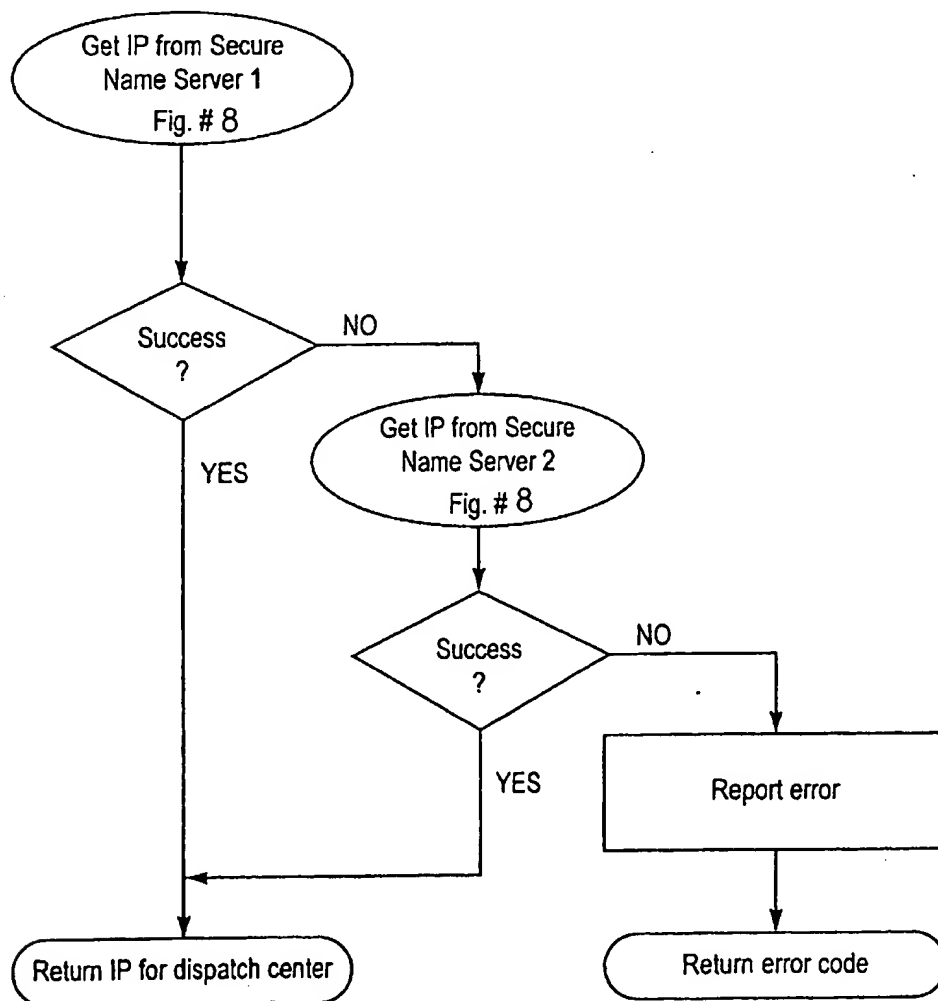 Get IP from Secure
Name Server 1
Fig. # 8
Success
?
NO
YES
Get IP from Secure
Name Server 2
Fig. # 8
Success
?
NO
YES
Report error
Return IP for dispatch center
Return error code